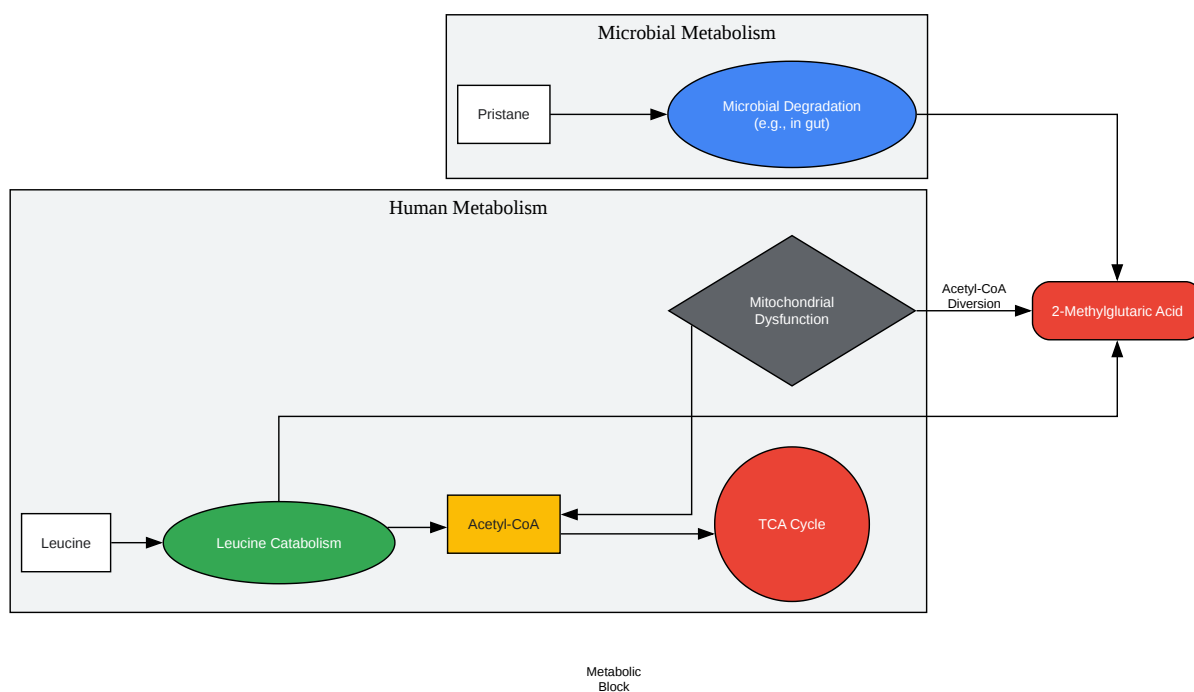 Microbial Metabolism
Pristane
Microbial Degradation
(e.g., in gut)
Human Metabolism
Mitochondrial
Dysfunction
Acetyl-CoA
Diversion
2-Methylglutaric Acid
Leucine
Leucine Catabolism
Acetyl-CoA
TCA Cycle
Metabolic
Block